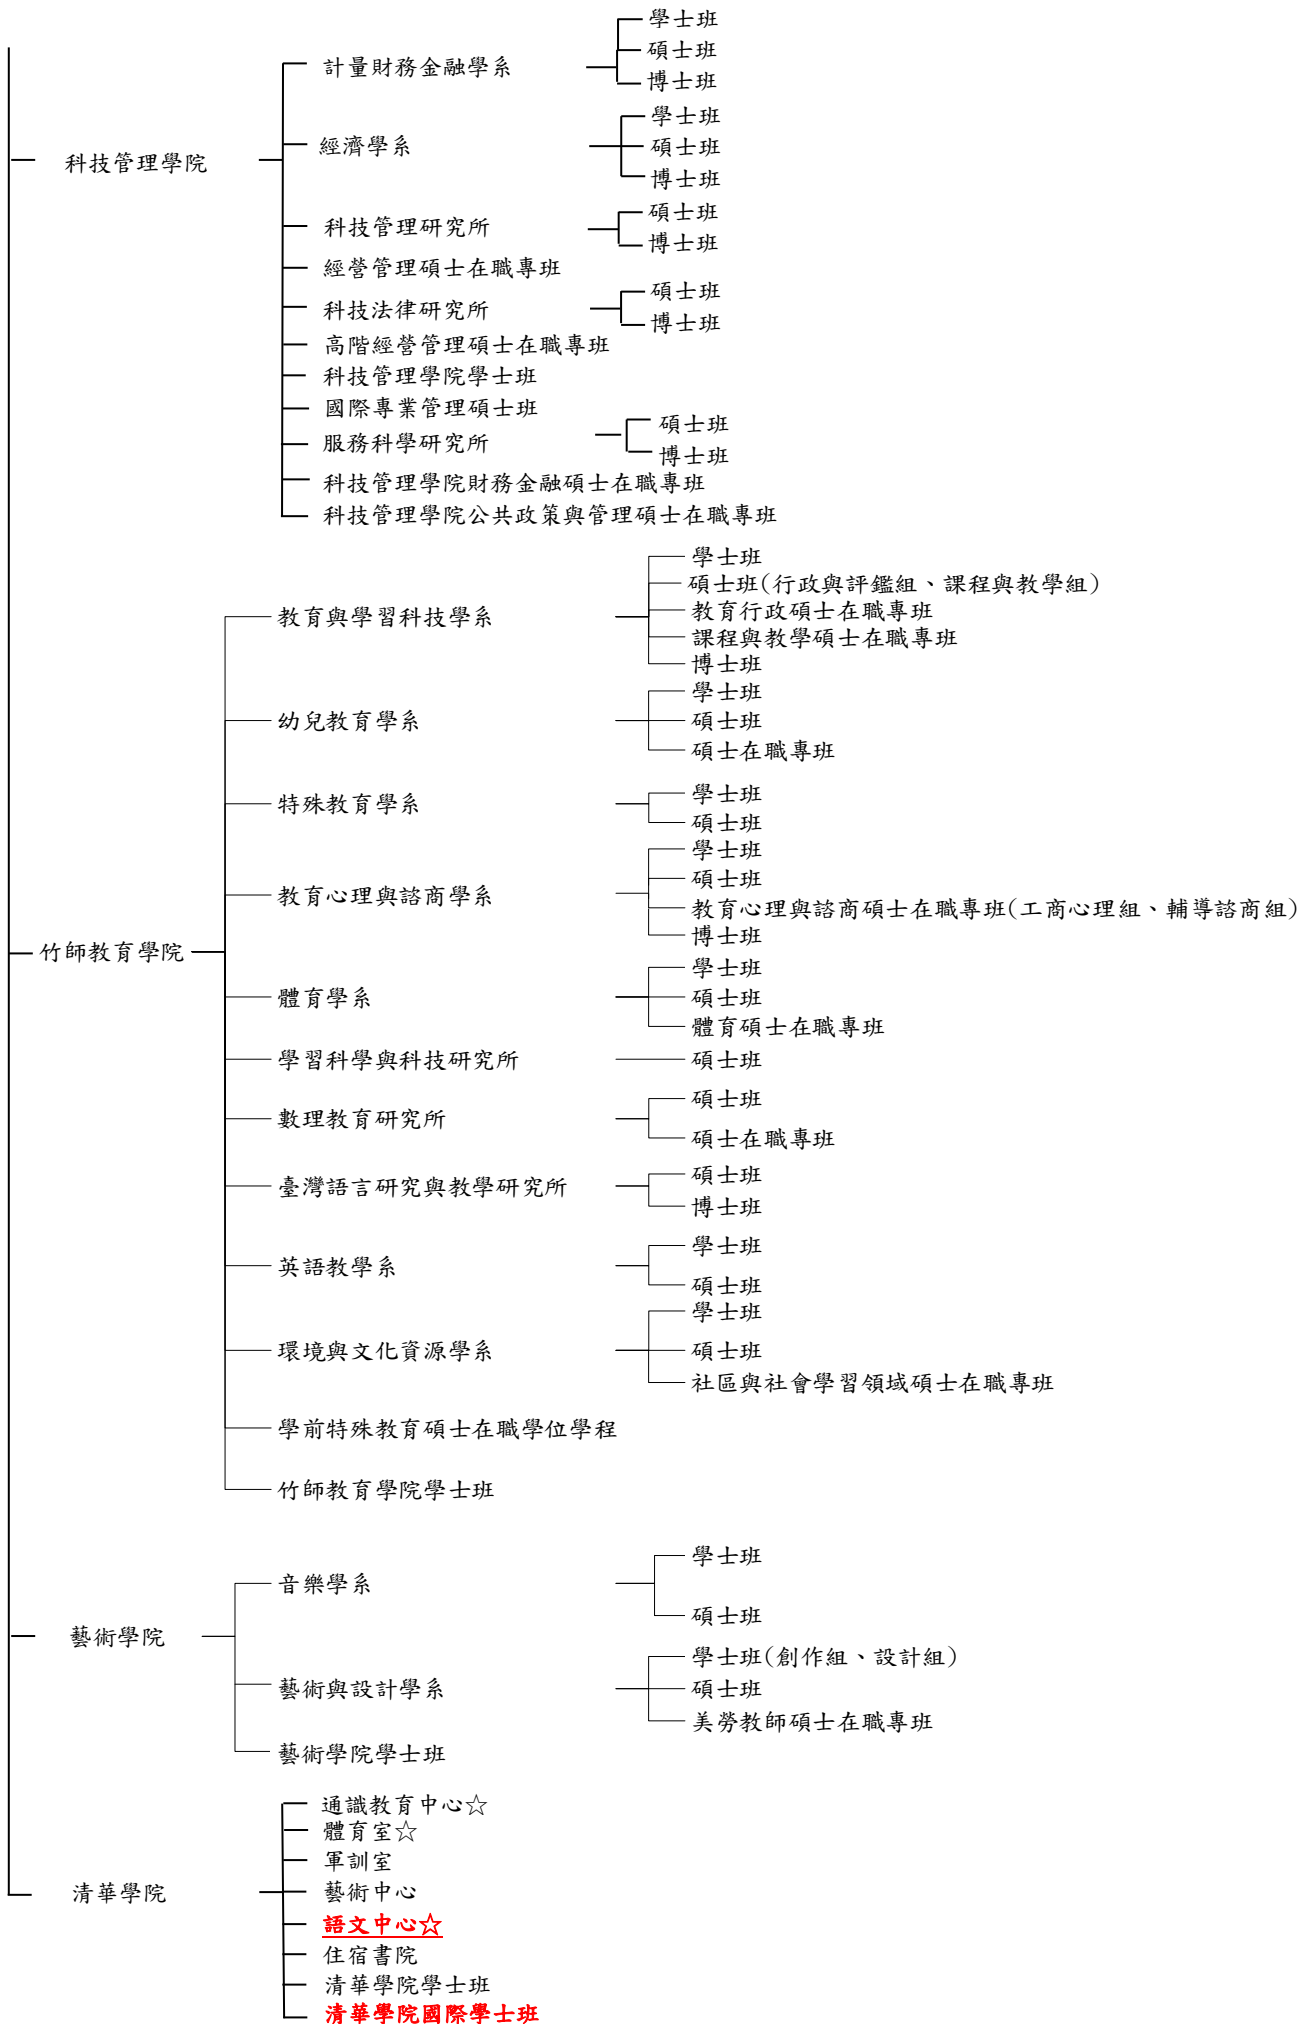 學士班
計量財務金融學系
碩士班
博士班
學士班
經濟學系
碩士班
科技管理學院
博士班
科技管理研究所
碩士班
博士班
經營管理碩士在職專班
科技法律研究所
碩士班
博士班
高階經營管理碩士在職專班
科技管理學院學士班
國際專業管理碩士班
服務科學研究所
碩士班
博士班
科技管理學院財務金融碩士在職專班
科技管理學院公共政策與管理碩士在職專班
學士班
碩士班(行政與評鑑組、課程與教學組)
教育與學習科技學系
教育行政碩士在職專班
課程與教學碩士在職專班
博士班
學士班
幼兒教育學系
碩士班
碩士在職專班
特殊教育學系
學士班
碩士班
學士班
碩士班
教育心理與諮商學系
教育心理與諮商碩士在職專班(工商心理組、輔導諮商組)
博士班
竹師教育學院
學士班
體育學系
碩士班
體育碩士在職專班
學習科學與科技研究所
碩士班
數理教育研究所
碩士班
碩士在職專班
臺灣語言研究與教學研究所
碩士班
博士班
英語教學系
學士班
碩士班
學士班
環境與文化資源學系
碩士班
社區與社會學習領域碩士在職專班
學前特殊教育碩士在職學位學程
竹師教育學院學士班
音樂學系
學士班
碩士班
藝術學院
學士班(創作組、設計組)
藝術與設計學系
碩士班
美勞教師碩士在職專班
藝術學院學士班
通識教育中心☆
體育室☆
軍訓室
清華學院
藝術中心
語文中心☆
住宿書院
清華學院學士班
清華學院國際學士班